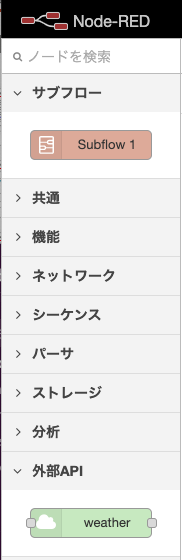 Node-RED
ノードを検索
サブフロー
Subflow 1
共通
機能
ネットワーク
シーケンス
パーサ
ストレージ
分析
外部API
weather